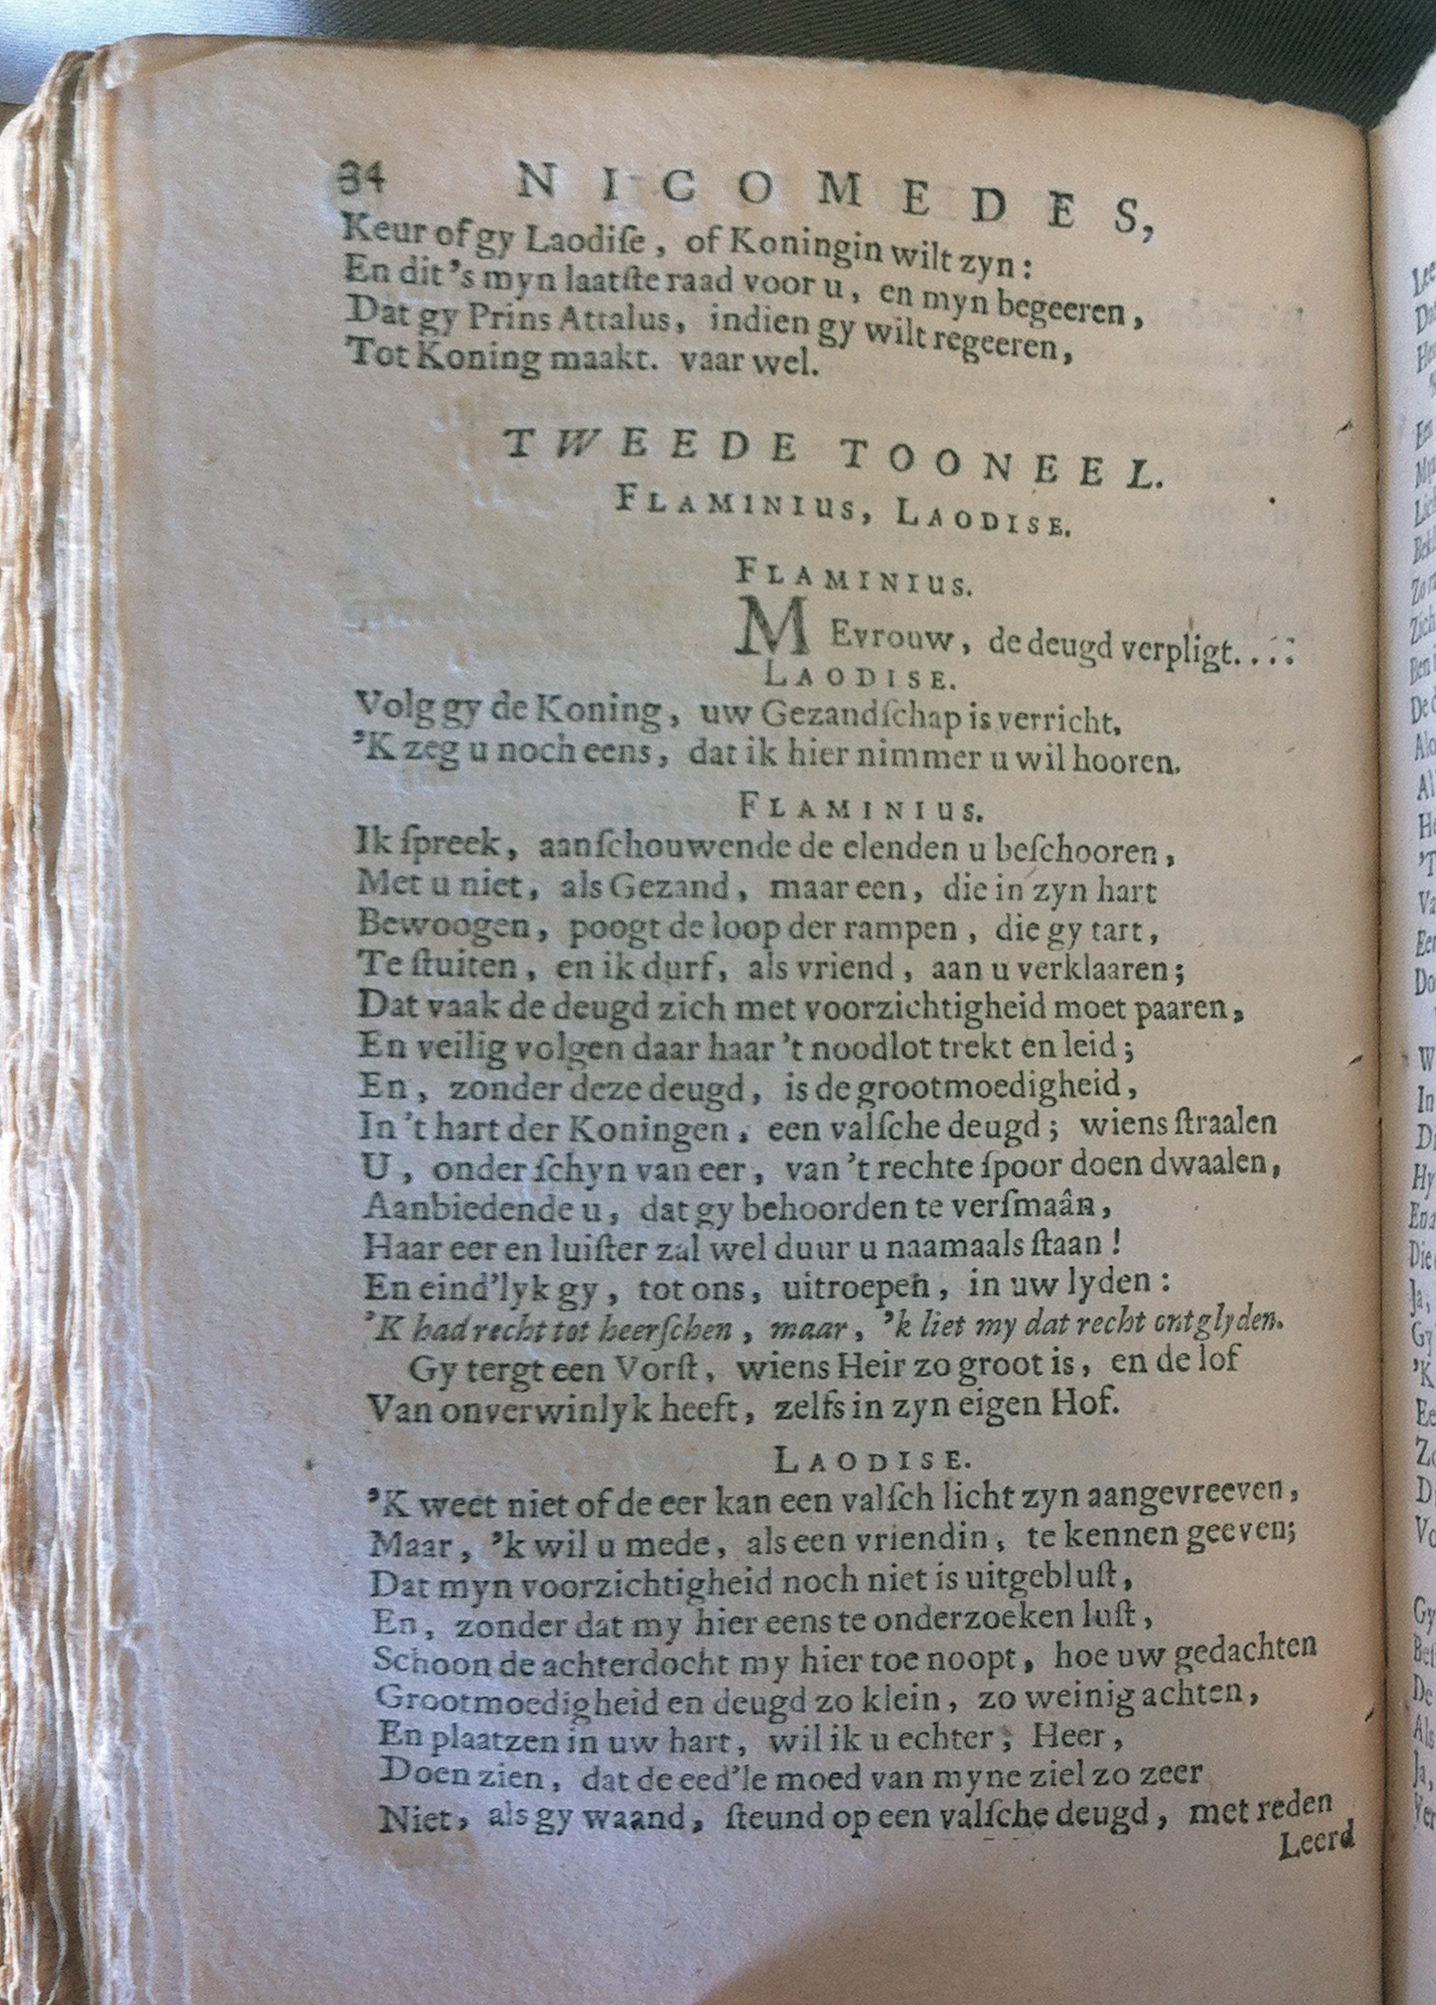 34 NICOMEDES,
Keur of gy Laodiſe, of Koningin wilt zyn:
En dit's myn laatſte raad voor u, en myn begeeren,
Dat gy Prins Attalus, indien gy wilt regeeren,
Tot Koning maakt. vaar wel.
TWEEDE TOONEEL.
FLAMINIUS, LAODISE.
FLAMINIUS.
MEvrouw, de deugd verpligt....:
LAODISE.
Volg gy de Koning, uw Gezandſchap is verricht,
'K zeg u noch eens, dat ik hier nimmer u wil hooren.
FLAMINIUS.
Ik ſpreek, aanſchouwende de elenden u beſchooren,
Met u niet, als Gezand, maar een, die in zyn hart
Bewoogen, poogt de loop der rampen, die gy tart,
Te ſtuiten, en ik durf, als vriend, aan u verklaaren;
Dat vaak de deugd zich met voorzichtigheid moet paaren,
En veilig volgen daar haar 't noodlot trekt en leid;
En, zonder deze deugd, is de grootmoedigheid,
In 't hart der Koningen, een valſche deugd; wiens ſtraalen
U, onder ſchyn van eer, van 't rechte ſpoor doen dwaalen,
Aanbiedende u, dat gy behoorden te verſmaân,
Haar eer en luiſter zal wel duur u naamaals ſtaan!
En eind'lyk gy, tot ons, uitroepen, in uw lyden:
'K had recht tot heerſchen, maar, 'k liet my dat recht ontglyden.
Gy tergt een Vorſt, wiens Heir zo groot is, en de lof
Van onverwinlyk heeft, zelfs in zyn eigen Hof.
LAODISE.
'K weet niet of de eer kan een valſch licht zyn aangevreeven,
Maar, 'k wil u mede, als een vriendin, te kennen geeven;
Dat myn voorzichtigheid noch niet is uitgebluſt,
En, zonder dat my hier eens te onderzoeken luſt,
Schoon de achterdocht my hier toe noopt, hoe uw gedachten
Grootmoedigheid en deugd zo klein, zo weinig achten,
En plaatzen in uw hart, wil ik u echter; Heer,
Doen zien, dat de eed'le moed van myne ziel zo zeer
Niet, als gy waand, ſteund op een valſche deugd, met reden
Leerd